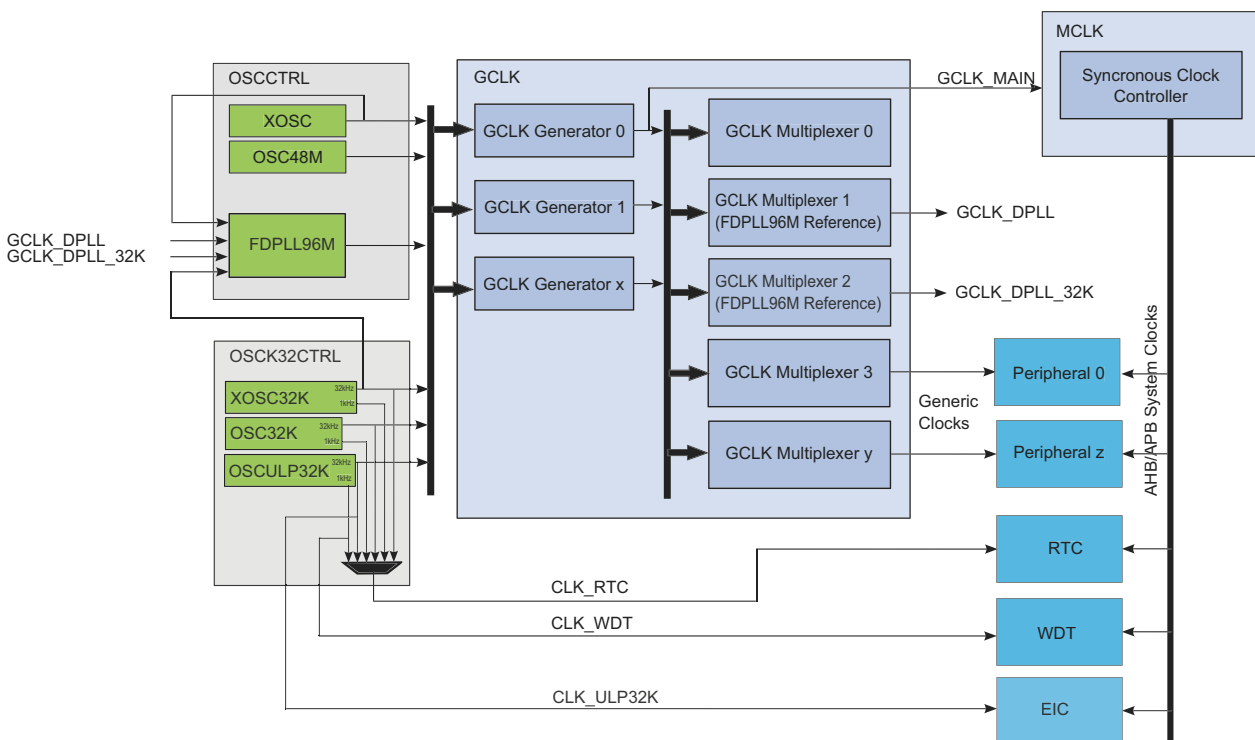 MCLK
Syncronous Clock
Controller
OSCCTRL
XOSC
OSC48M
FDPLL96M
GCLK_DPLL
GCLK_DPLL_32K
OSCK32CTRL
XOSC32K
32kHz
1kHz
OSC32K
32kHz
1kHz
OSCULP32K
32kHz
1kHz
GCLK
GCLK Generator 0
GCLK Generator 1
GCLK Generator x
GCLK_MAIN
GCLK Multiplexer 0
GCLK Multiplexer 1
(FDPLL96M Reference)
GCLK Multiplexer 2
(FDPLL96M Reference)
GCLK Multiplexer 3
GCLK Multiplexer y
GCLK_DPLL
GCLK_DPLL_32K
Generic
Clocks
Peripheral 0
Peripheral z
AHB/APB System Clocks
RTC
WDT
EIC
CLK_RTC
CLK_WDT
CLK_ULP32K